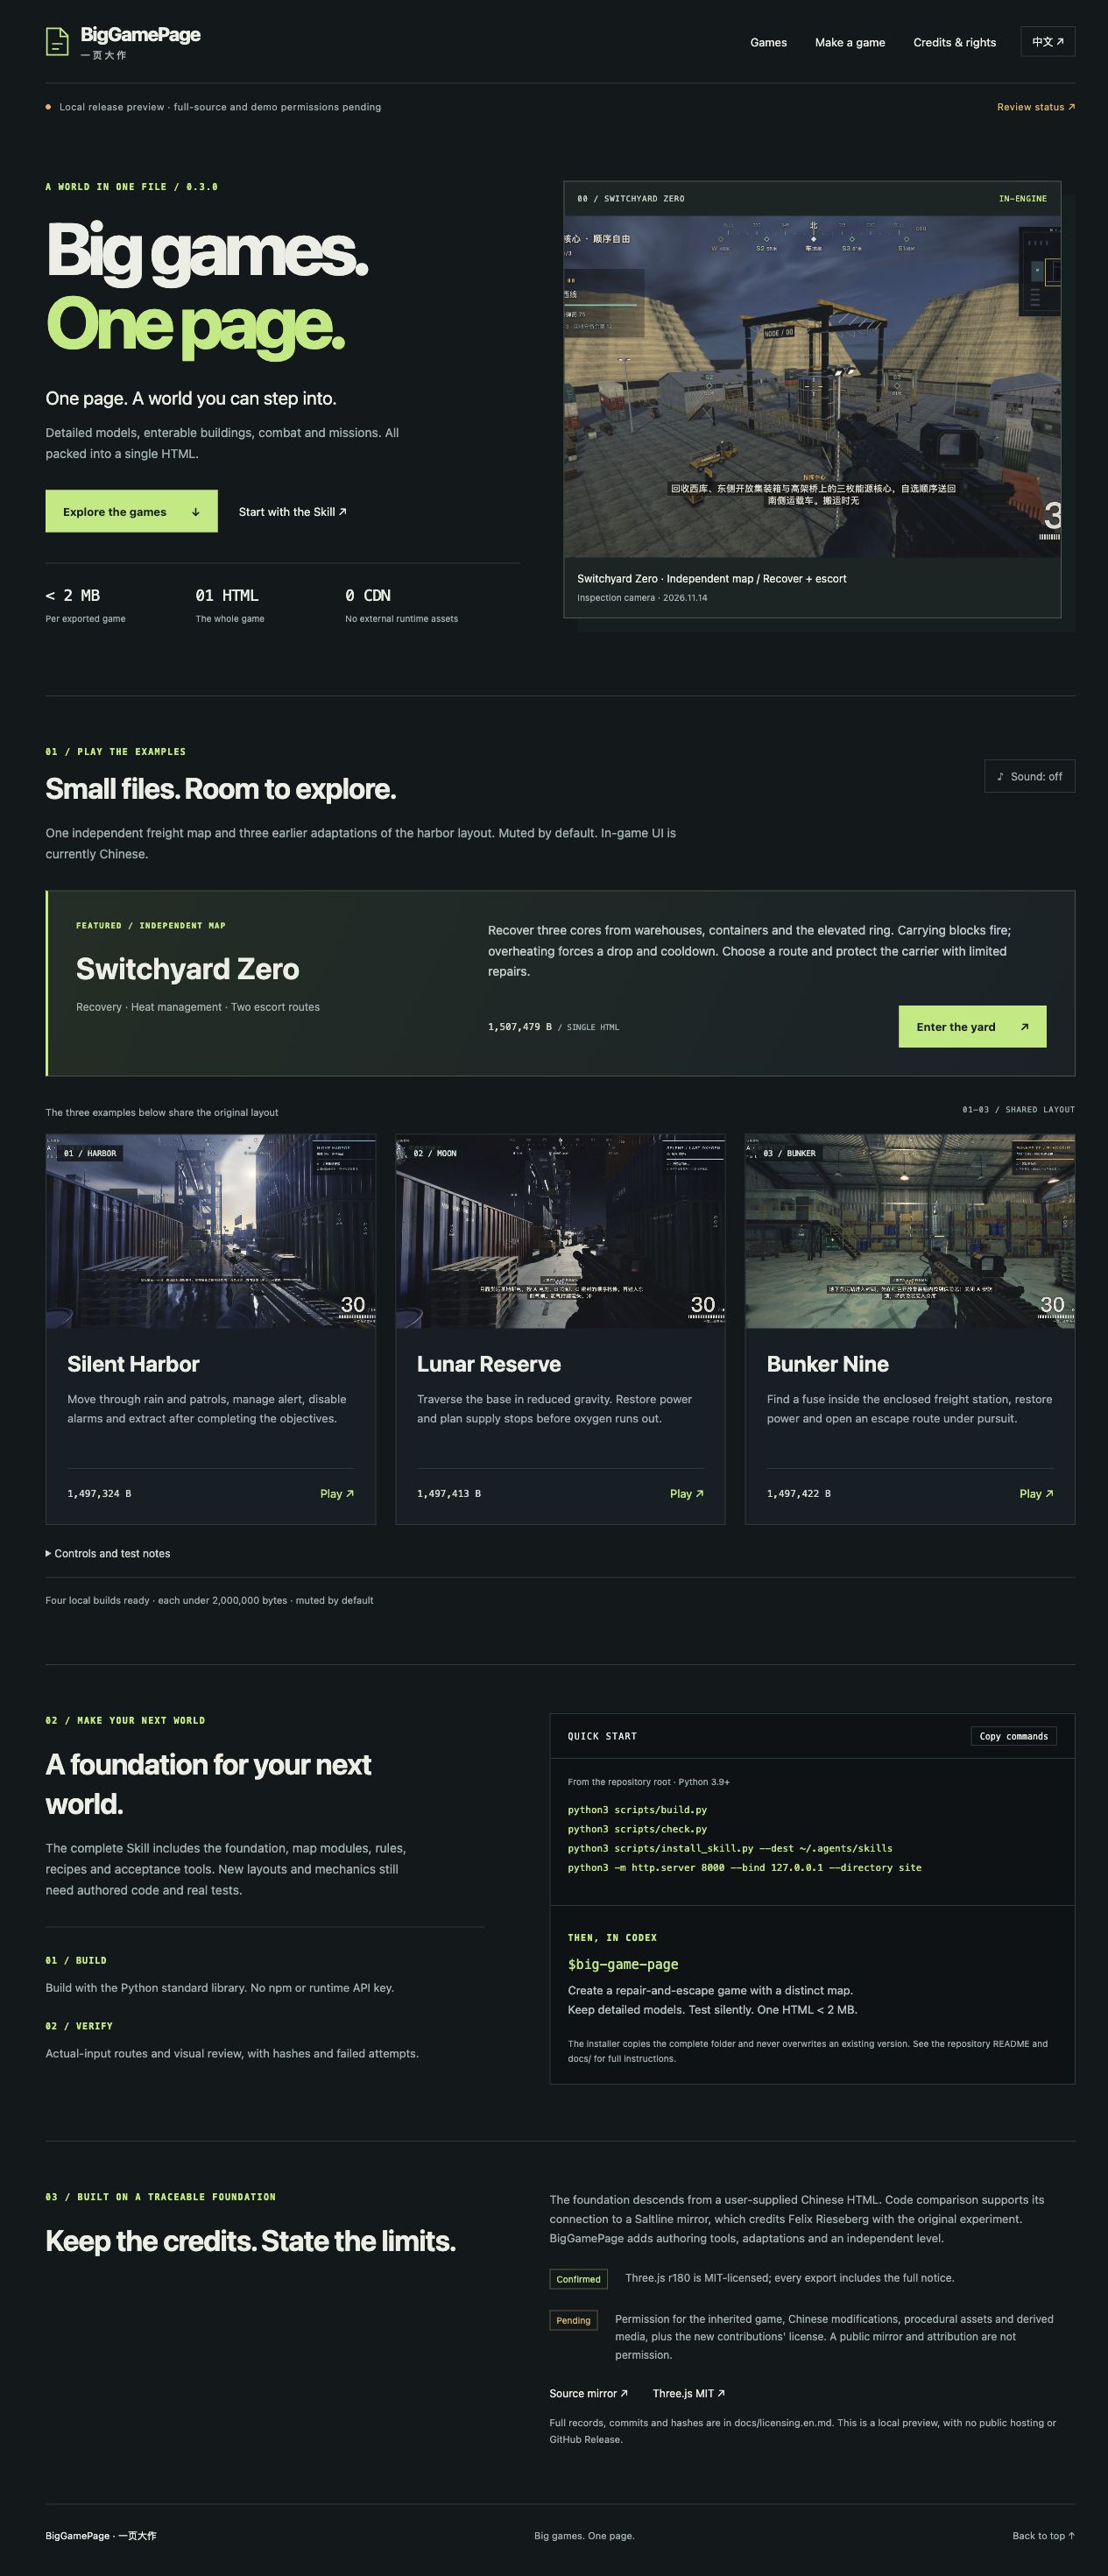 BigGamePage
一页大作
Games
Make a game
Credits & rights
中文 ↗
Local release preview · full-source and demo permissions pending
Review status ↗
A WORLD IN ONE FILE / 0.3.0
Big games.
One page.
One page. A world you can step into.
Detailed models, enterable buildings, combat and missions. All
packed into a single HTML.
Explore the games ↓
Start with the Skill ↗
< 2 MB
Per exported game
01 HTML
The whole game
0 CDN
No external runtime assets
00 / SWITCHYARD ZERO
IN-ENGINE
核心 · 顺序自由
北
NODE / 00
指挥中心
回收西库、东侧开放集装箱与高架桥上的三枚能源核心，自选顺序送回
南侧运载车。搬运时无
3
Switchyard Zero · Independent map / Recover + escort
Inspection camera · 2026.11.14
01 / PLAY THE EXAMPLES
Small files. Room to explore.
♪ Sound: off
One independent freight map and three earlier adaptations of the harbor layout. Muted by default. In-game UI is
currently Chinese.
FEATURED / INDEPENDENT MAP
Switchyard Zero
Recovery · Heat management · Two escort routes
Recover three cores from warehouses, containers and the elevated ring. Carrying blocks fire;
overheating forces a drop and cooldown. Choose a route and protect the carrier with limited
repairs.
1,507,479 B / SINGLE HTML
Enter the yard ↗
The three examples below share the original layout
01—03 / SHARED LAYOUT
01 / HARBOR
30
Silent Harbor
Move through rain and patrols, manage alert, disable
alarms and extract after completing the objectives.
1,497,324 B
Play ↗
02 / MOON
30
Lunar Reserve
Traverse the base in reduced gravity. Restore power
and plan supply stops before oxygen runs out.
1,497,413 B
Play ↗
03 / BUNKER
30
Bunker Nine
Find a fuse inside the enclosed freight station, restore
power and open an escape route under pursuit.
1,497,422 B
Play ↗
▶ Controls and test notes
Four local builds ready · each under 2,000,000 bytes · muted by default
02 / MAKE YOUR NEXT WORLD
A foundation for your next
world.
The complete Skill includes the foundation, map modules, rules,
recipes and acceptance tools. New layouts and mechanics still
need authored code and real tests.
01 / BUILD
Build with the Python standard library. No npm or runtime API key.
02 / VERIFY
Actual-input routes and visual review, with hashes and failed attempts.
QUICK START
Copy commands
From the repository root · Python 3.9+
python3 scripts/build.py
python3 scripts/check.py
python3 scripts/install_skill.py --dest ~/.agents/skills
python3 -m http.server 8000 --bind 127.0.0.1 --directory site
THEN, IN CODEX
$big-game-page
Create a repair-and-escape game with a distinct map.
Keep detailed models. Test silently. One HTML < 2 MB.
The installer copies the complete folder and never overwrites an existing version. See the repository README and
docs/ for full instructions.
03 / BUILT ON A TRACEABLE FOUNDATION
Keep the credits. State the limits.
The foundation descends from a user-supplied Chinese HTML. Code comparison supports its
connection to a Saltline mirror, which credits Felix Rieseberg with the original experiment.
BigGamePage adds authoring tools, adaptations and an independent level.
Confirmed
Three.js r180 is MIT-licensed; every export includes the full notice.
Pending
Permission for the inherited game, Chinese modifications, procedural assets and derived
media, plus the new contributions' license. A public mirror and attribution are not
permission.
Source mirror ↗
Three.js MIT ↗
Full records, commits and hashes are in docs/licensing.en.md. This is a local preview, with no public hosting or
GitHub Release.
BigGamePage · 一页大作
Big games. One page.
Back to top ↑